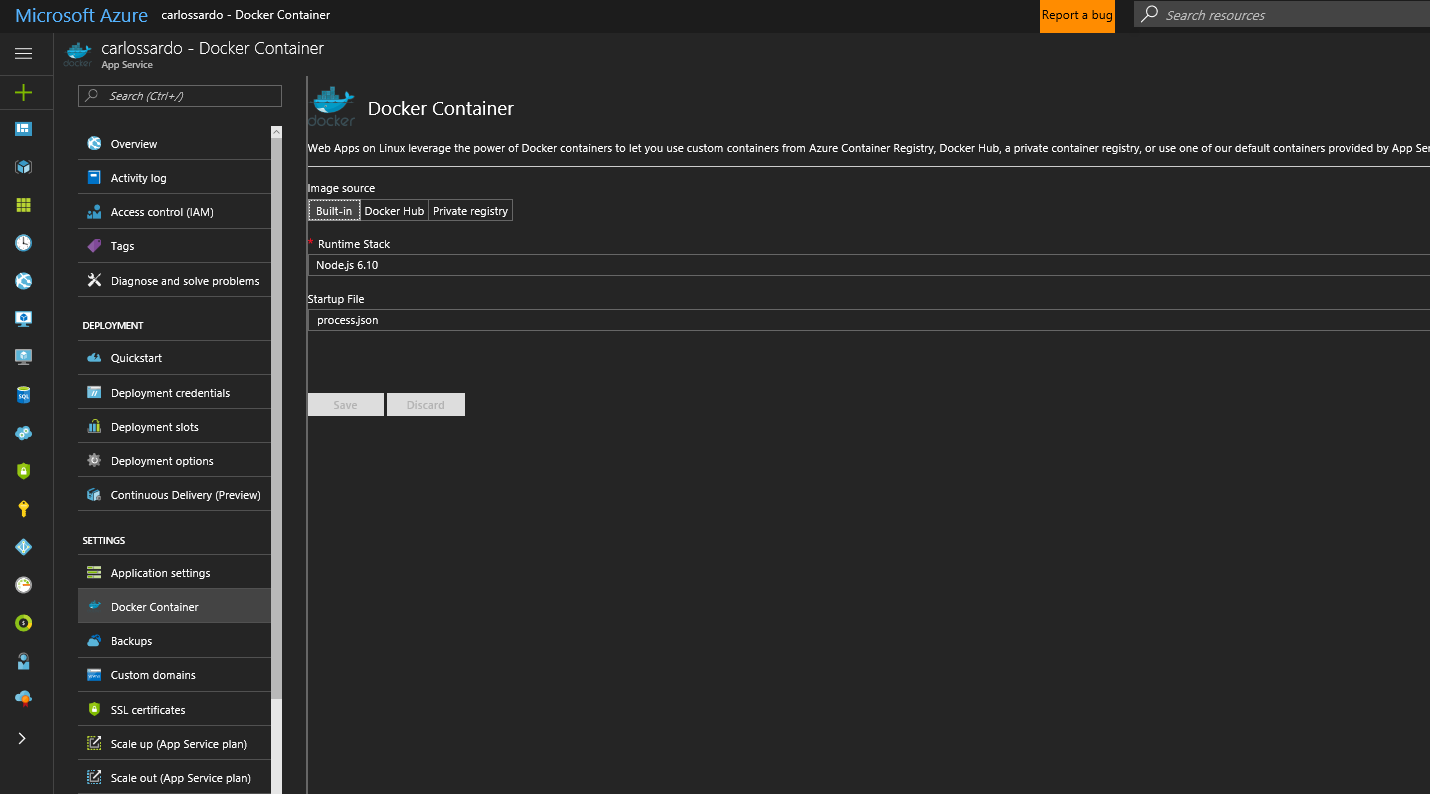 Microsoft Azure carlossardo - Docker Container
Report a bug
Search resources
carlossardo - Docker Container
App Service
docker
Search (Ctrl+/)
Overview
Activity log
Access control (IAM)
Tags
Diagnose and solve problems
DEPLOYMENT
Quickstart
Deployment credentials
Deployment slots
Deployment options
Continuous Delivery (Preview)
SETTINGS
Application settings
Docker Container
Backups
Custom domains
SSL certificates
Scale up (App Service plan)
Scale out (App Service plan)
docker
Docker Container
Web Apps on Linux leverage the power of Docker containers to let you use custom containers from Azure Container Registry, Docker Hub, a private container registry, or use one of our default containers provided by App Ser
Image source
Built-in Docker Hub Private registry
* Runtime Stack
Node.js 6.10
Startup File
process.json
Save Discard